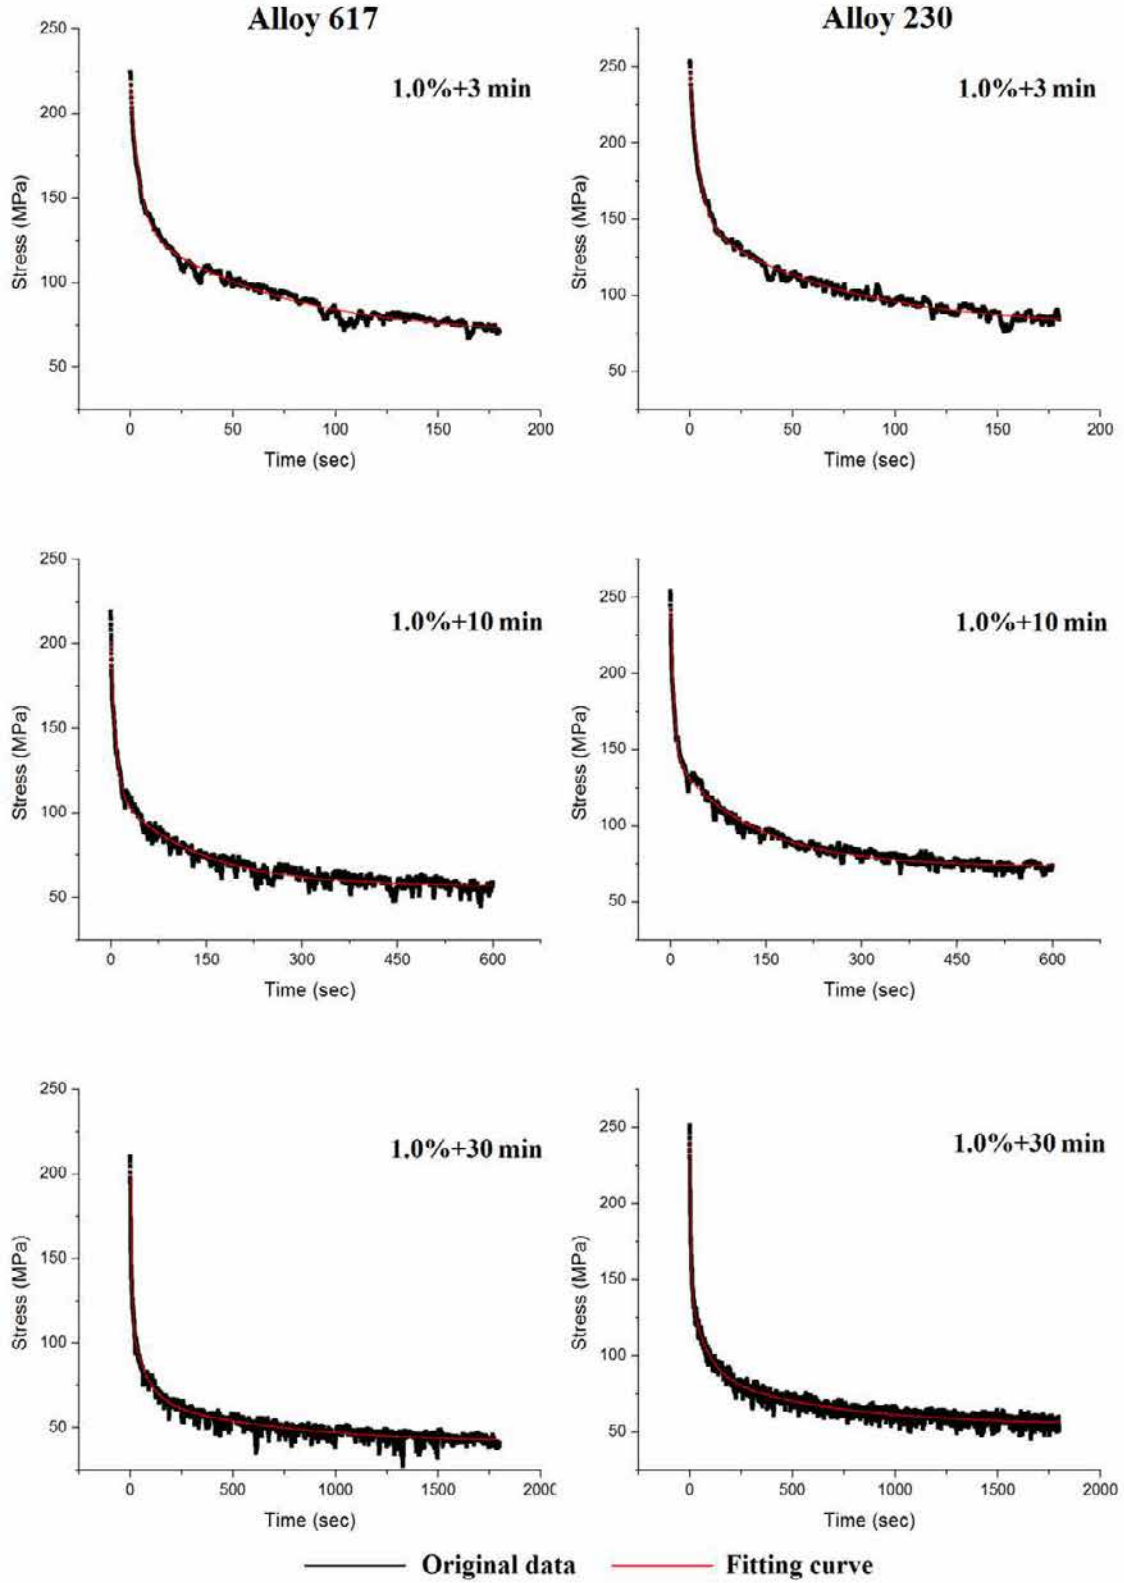 Alloy 617
Alloy 230
250
200
150
100
50
Stress (MPa)
1.0%+3 min
0 50 100 150 200
Time (sec)
250
200
150
100
50
Stress (MPa)
1.0%+3 min
0 50 100 150 200
Time (sec)
250
200
150
100
50
Stress (MPa)
1.0%+10 min
0 150 300 450 600
Time (sec)
250
200
150
100
50
Stress (MPa)
1.0%+10 min
0 150 300 450 600
Time (sec)
250
200
150
100
50
Stress (MPa)
1.0%+30 min
0 500 1000 1500 2000
Time (sec)
250
200
150
100
50
Stress (MPa)
1.0%+30 min
0 500 1000 1500 2000
Time (sec)
Original data Fitting curve